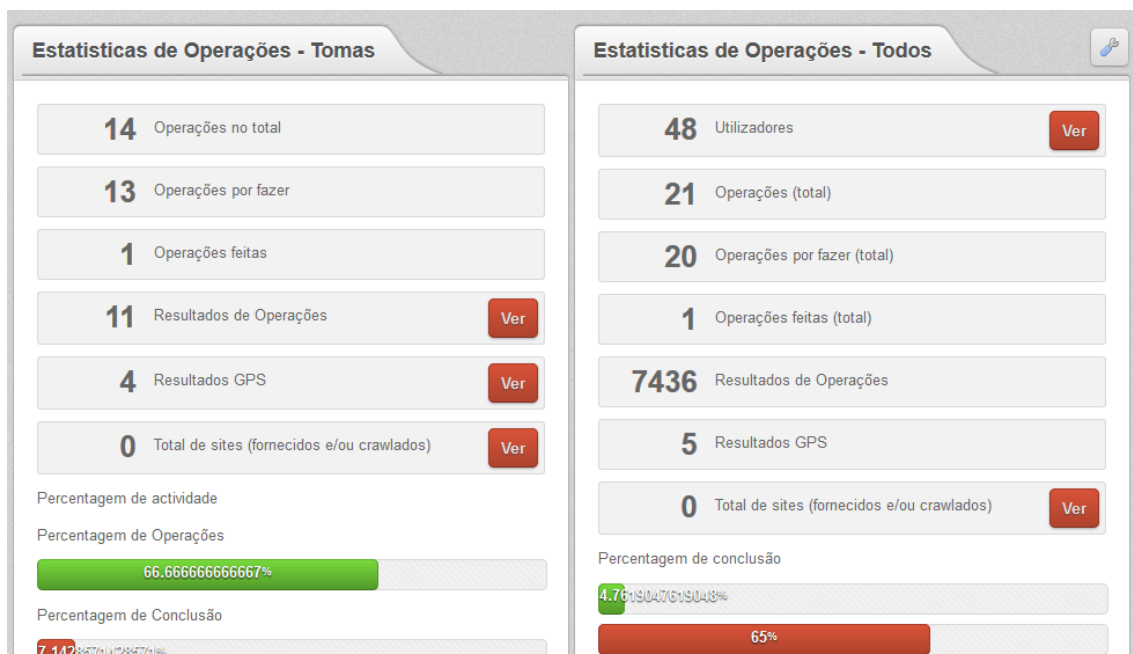 Estatisticas de Operações - Tomas
14 Operações no total
13 Operações por fazer
1 Operações feitas
11 Resultados de Operações Ver
4 Resultados GPS Ver
0 Total de sites (fornecidos e/ou crawlados) Ver
Percentagem de actividade
Percentagem de Operações
66.666666666667%
Percentagem de Conclusão
7.1428571428571%
Estatisticas de Operações - Todos
48 Utilizadores Ver
21 Operações (total)
20 Operações por fazer (total)
1 Operações feitas (total)
7436 Resultados de Operações
5 Resultados GPS
0 Total de sites (fornecidos e/ou crawlados) Ver
Percentagem de conclusão
4.7619047619048%
65%